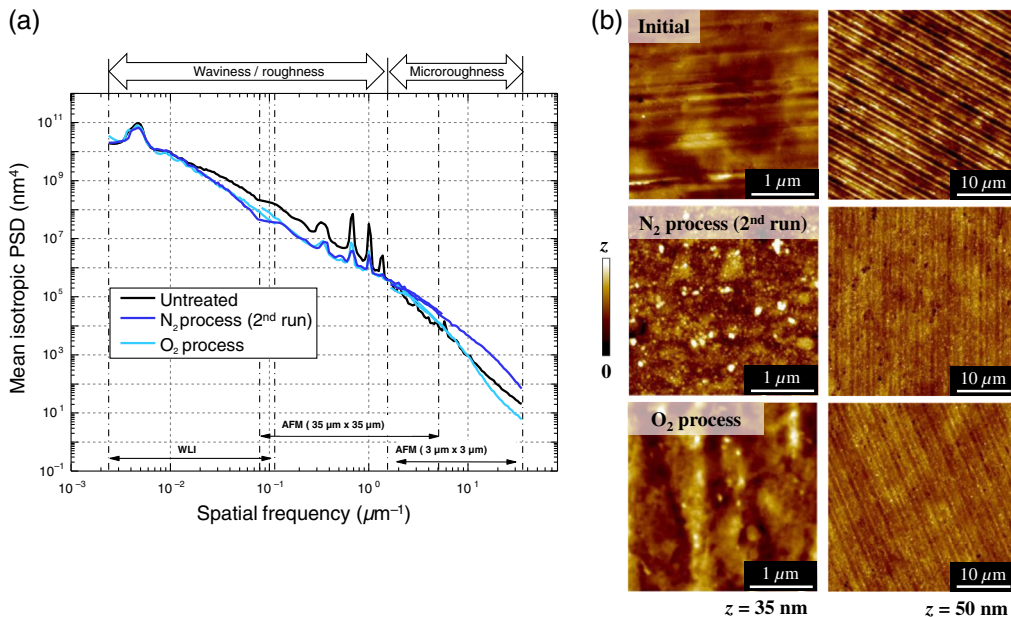 (a)
Waviness / roughness
Microroughness
Mean isotropic PSD (nm⁴)
10¹¹
10⁹
10⁷
10⁵
10³
10¹
10⁻¹
Untreated
N₂ process (2ⁿᵈ run)
O₂ process
AFM ( 35 µm x 35 µm)
WLI
AFM ( 3 µm x 3 µm)
10⁻³
10⁻²
10⁻¹
10⁰
10¹
Spatial frequency (µm⁻¹)
(b)
Initial
1 µm
10 µm
N₂ process (2ⁿᵈ run)
z
0
1 µm
10 µm
O₂ process
1 µm
10 µm
z = 35 nm
z = 50 nm